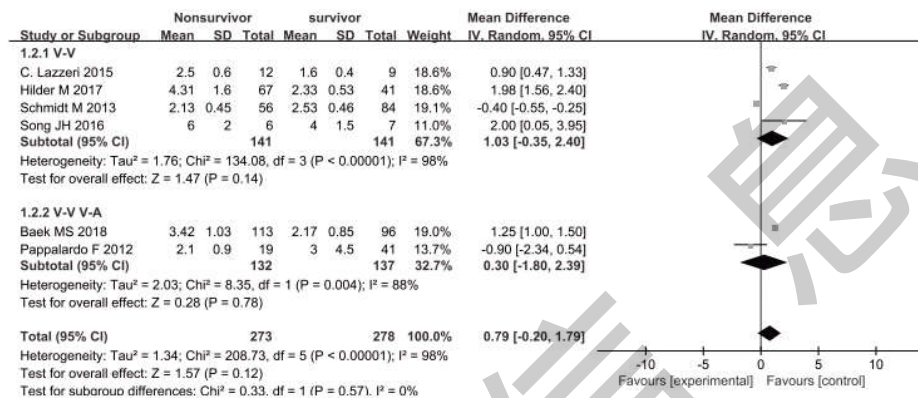 Nonsurvivor survivor Mean Difference Mean Difference
Study or Subgroup Mean SD Total Mean SD Total Weight IV, Random, 95% CI IV, Random, 95% CI
1.2.1 V-V
C. Lazzeri 2015 2.5 0.6 12 1.6 0.4 9 18.6% 0.90 [0.47, 1.33]
Hilder M 2017 4.31 1.6 67 2.33 0.53 41 18.6% 1.98 [1.56, 2.40]
Schmidt M 2013 2.13 0.45 56 2.53 0.46 84 19.1% -0.40 [-0.55, -0.25]
Song JH 2016 6 2 6 4 1.5 7 11.0% 2.00 [0.05, 3.95]
Subtotal (95% CI) 141 141 67.3% 1.03 [-0.35, 2.40]
Heterogeneity: Tau² = 1.76; Chi² = 134.08, df = 3 (P < 0.00001); I² = 98%
Test for overall effect: Z = 1.47 (P = 0.14)
1.2.2 V-V V-A
Baek MS 2018 3.42 1.03 113 2.17 0.85 96 19.0% 1.25 [1.00, 1.50]
Pappalardo F 2012 2.1 0.9 19 3 4.5 41 13.7% -0.90 [-2.34, 0.54]
Subtotal (95% CI) 132 137 32.7% 0.30 [-1.80, 2.39]
Heterogeneity: Tau² = 2.03; Chi² = 8.35, df = 1 (P = 0.004); I² = 88%
Test for overall effect: Z = 0.28 (P = 0.78)
Total (95% CI) 273 278 100.0% 0.79 [-0.20, 1.79]
Heterogeneity: Tau² = 1.34; Chi² = 208.73, df = 5 (P < 0.00001); I² = 98%
Test for overall effect: Z = 1.57 (P = 0.12)
Test for subgroup differences: Chi² = 0.33, df = 1 (P = 0.57), I² = 0%
-10 -5 0 5 10
Favours [experimental] Favours [control]
息